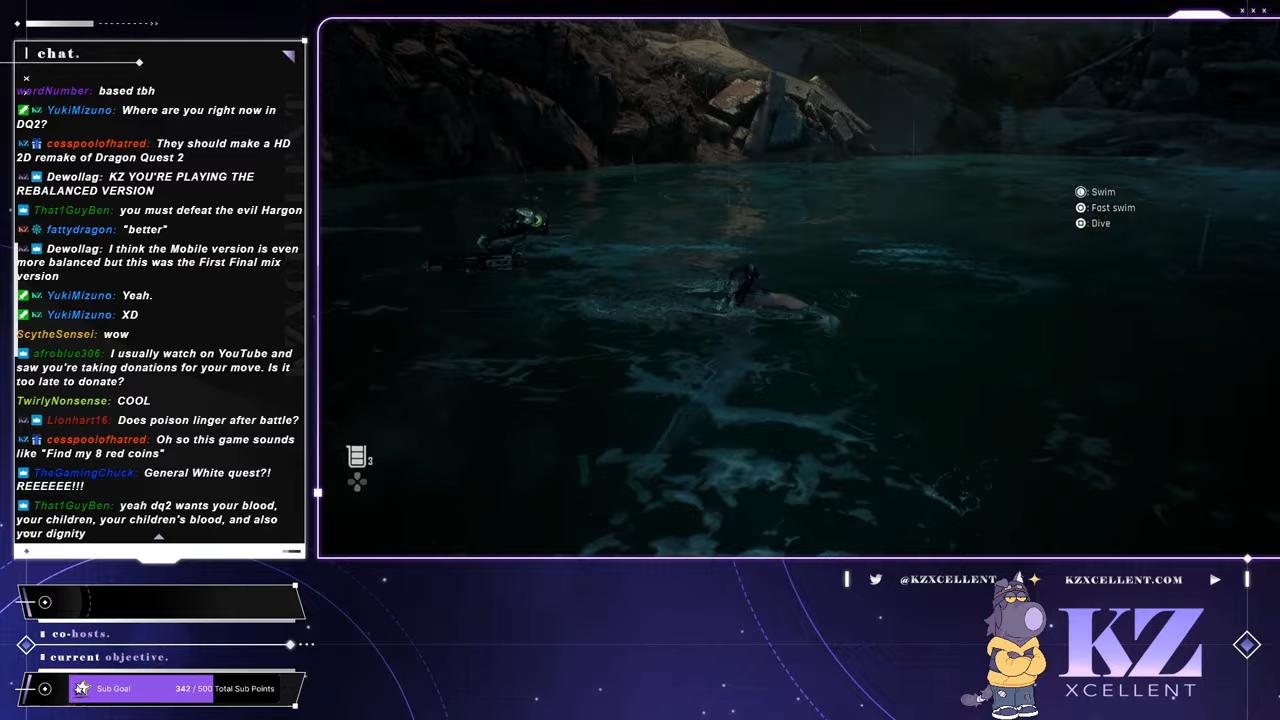 chat.
wordNumber: based tbh
YukiMizuno: Where are you right now in
DQ2?
cesspoolofhatred: They should make a HD
2D remake of Dragon Quest 2
Dewollag: KZ YOU'RE PLAYING THE
REBALANCED VERSION
That1GuyBen: you must defeat the evil Hargon
fattydragon: "better"
Dewollag: I think the Mobile version is even
more balanced but this was the First Final mix
version
YukiMizuno: Yeah.
YukiMizuno: XD
ScytheSensei: wow
afroblue306: I usually watch on YouTube and
saw you're taking donations for your move. Is it
too late to donate?
TwirlyNonsense: COOL
Lionhart16: Does poison linger after battle?
cesspoolofhatred: Oh so this game sounds
like "Find my 8 red coins"
TheGamingChuck: General White quest?!
REEEEEE!!!
That1GuyBen: yeah dq2 wants your blood,
your children, your children's blood, and also
your dignity
co-hosts.
current objective.
Sub Goal 342 / 500 Total Sub Points
L: Swim
Fast swim
Dive
3
@KZXCELLENT
KZXCELLENT.COM
KZ
XCELLENT